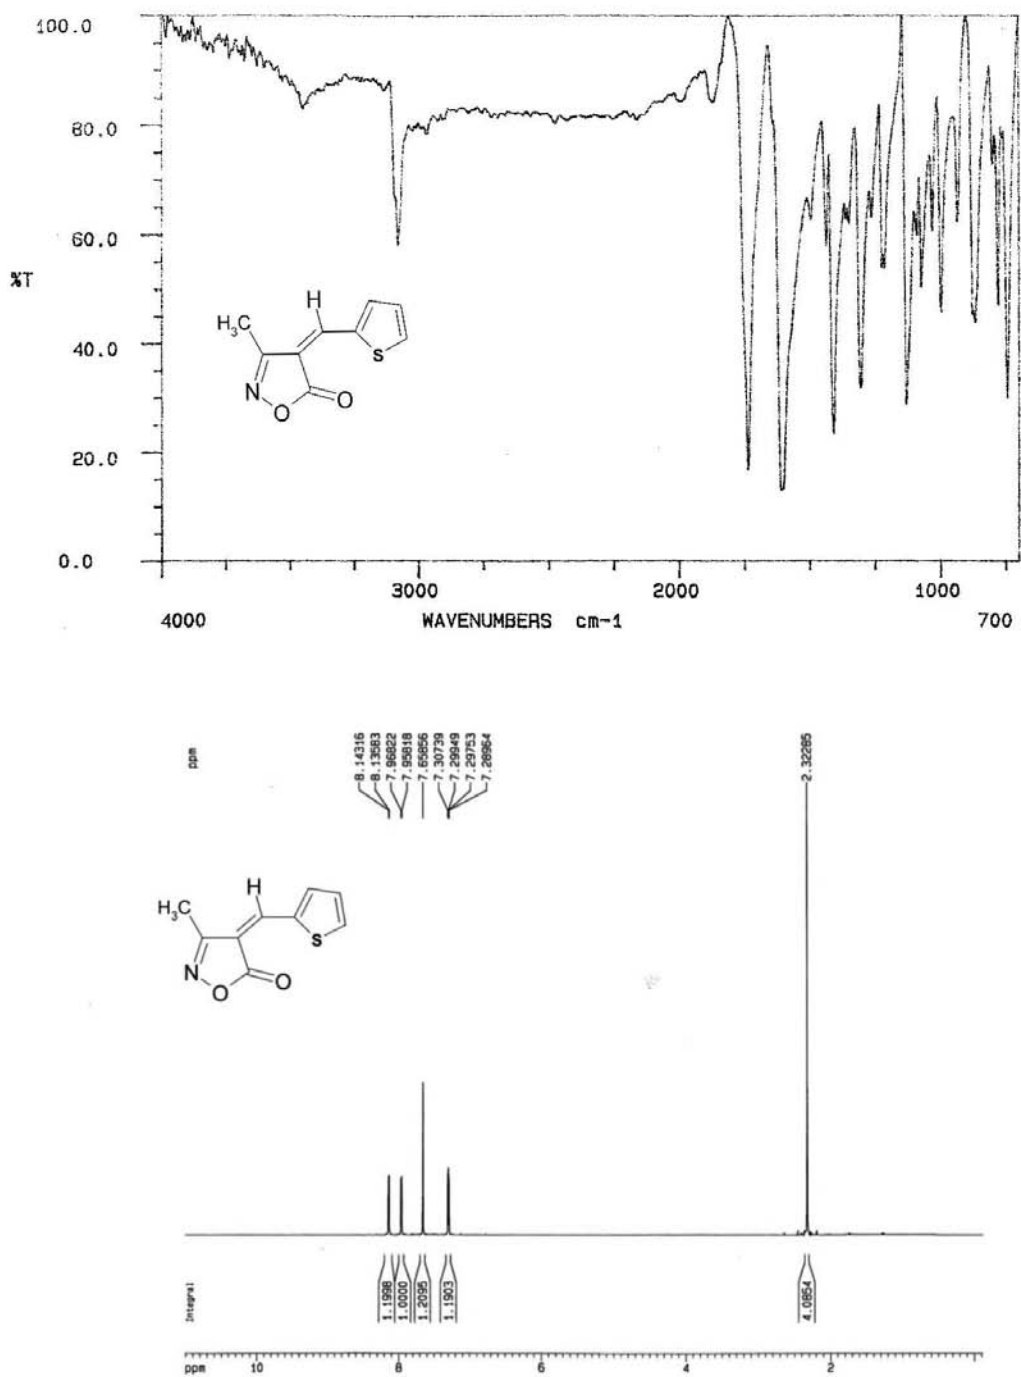 100.0
80.0
60.0
%T
40.0
20.0
0.0
H
H3C
S
N
O
O
3000
2000
1000
4000
WAVENUMBERS cm-1
700
ppm
8.14316
8.13583
7.96822
7.95818
7.65856
7.30739
7.29949
7.29753
7.28964
2.32285
H
H3C
S
N
O
O
Integral
1.1998
1.0000
1.2095
1.1903
4.0854
ppm
10
8
6
4
2